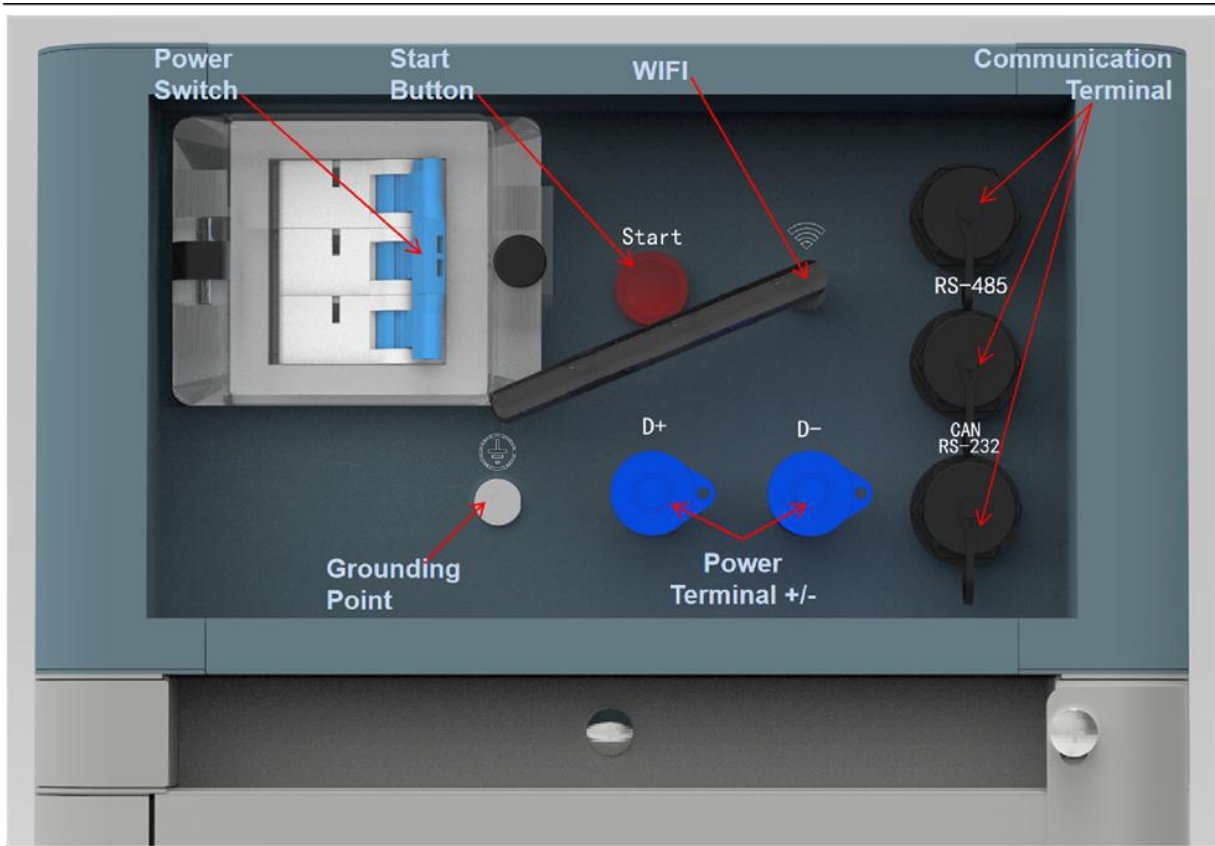 Power
Switch
Start
Button
WIFI
Communication
Terminal
Start
RS-485
CAN
RS-232
D+
D-
Grounding
Point
Power
Terminal +/-